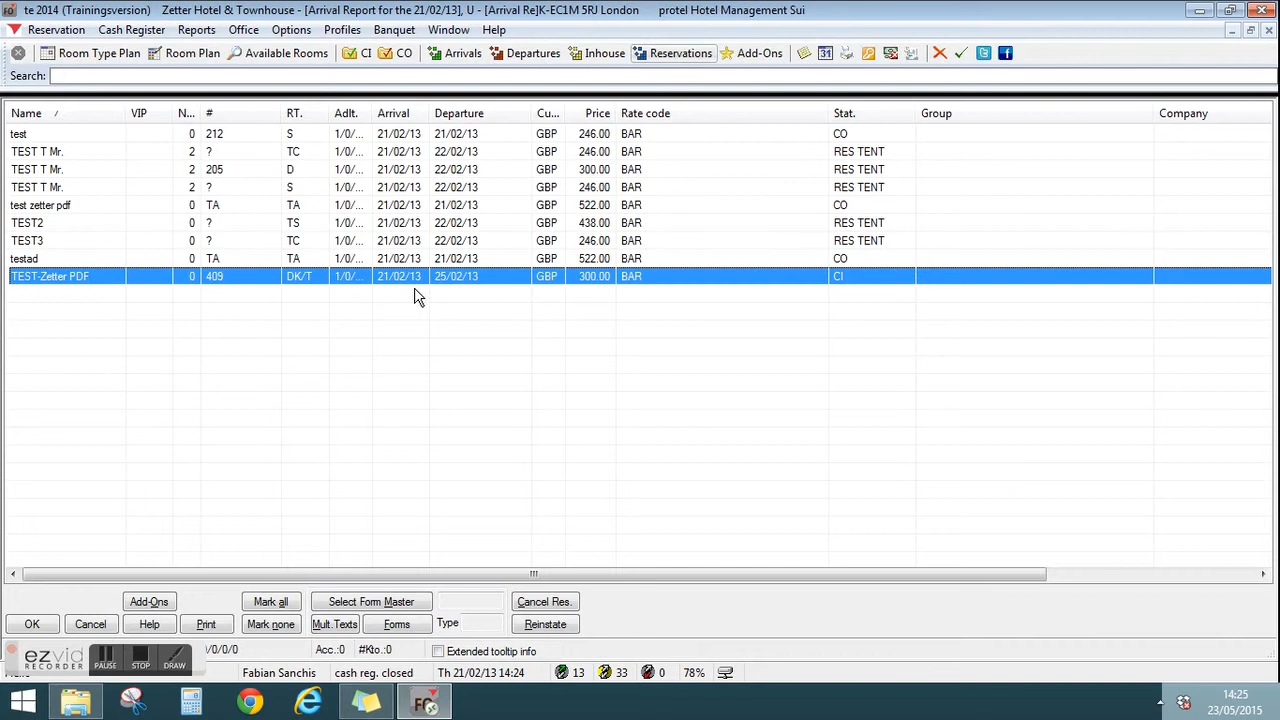 te 2014 (Trainingsversion) Zetter Hotel & Townhouse - [Arrival Report for the 21/02/13], U - [Arrival Re]K-EC1M 5RJ London protel Hotel Management Sui
Reservation Cash Register Reports Office Options Profiles Banquet Window Help
Room Type Plan Room Plan Available Rooms CI CO Arrivals Departures Inhouse Reservations Add-Ons 31
Search:
Name / VIP N... # RT. Adlt. Arrival Departure Cu... Price Rate code Stat. Group Company
test 0 212 S 1/0/... 21/02/13 21/02/13 GBP 246.00 BAR CO
TEST T Mr. 2 ? TC 1/0/... 21/02/13 22/02/13 GBP 246.00 BAR RES TENT
TEST T Mr. 2 205 D 1/0/... 21/02/13 22/02/13 GBP 300.00 BAR RES TENT
TEST T Mr. 2 ? S 1/0/... 21/02/13 22/02/13 GBP 246.00 BAR RES TENT
test zetter pdf 0 TA TA 1/0/... 21/02/13 21/02/13 GBP 522.00 BAR CO
TEST2 0 ? TS 1/0/... 21/02/13 22/02/13 GBP 438.00 BAR RES TENT
TEST3 0 ? TC 1/0/... 21/02/13 22/02/13 GBP 246.00 BAR RES TENT
testad 0 TA TA 1/0/... 21/02/13 21/02/13 GBP 522.00 BAR CO
TEST-Zetter PDF 0 409 DK/T 1/0/... 21/02/13 25/02/13 GBP 300.00 BAR CI
Add-Ons Mark all Select Form Master Cancel Res.
OK Cancel Help Print Mark none Mult.Texts Forms Type Reinstate
ezvid RECORDER PAUSE STOP DRAW 0/0/0 Acc.:0 #Kto.:0 Extended tooltip info
Fabian Sanchis cash reg. closed Th 21/02/13 14:24 13 33 0 78%
FO 14:25
23/05/2015